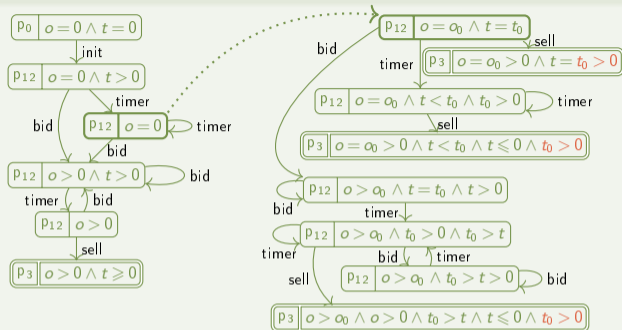 p₀ o = 0 ∧ t = 0
init
p₁₂ o = 0 ∧ t > 0
timer
bid
p₁₂ o = 0
timer
bid
p₁₂ o > 0 ∧ t > 0
bid
timer
bid
p₁₂ o > 0
sell
p₃ o > 0 ∧ t ⩾ 0
p₁₂ o = o₀ ∧ t = t₀
bid
sell
timer
p₃ o = o₀ > 0 ∧ t = t₀ > 0
p₁₂ o = o₀ ∧ t < t₀ ∧ t₀ > 0
timer
sell
p₃ o = o₀ > 0 ∧ t < t₀ ∧ t ⩽ 0 ∧ t₀ > 0
p₁₂ o > o₀ ∧ t = t₀ ∧ t > 0
bid
timer
p₁₂ o > o₀ ∧ t₀ > 0 ∧ t₀ > t
timer
bid
timer
sell
p₁₂ o > o₀ ∧ t₀ > t > 0
bid
p₃ o > o₀ ∧ o > 0 ∧ t₀ > t ∧ t ⩽ 0 ∧ t₀ > 0